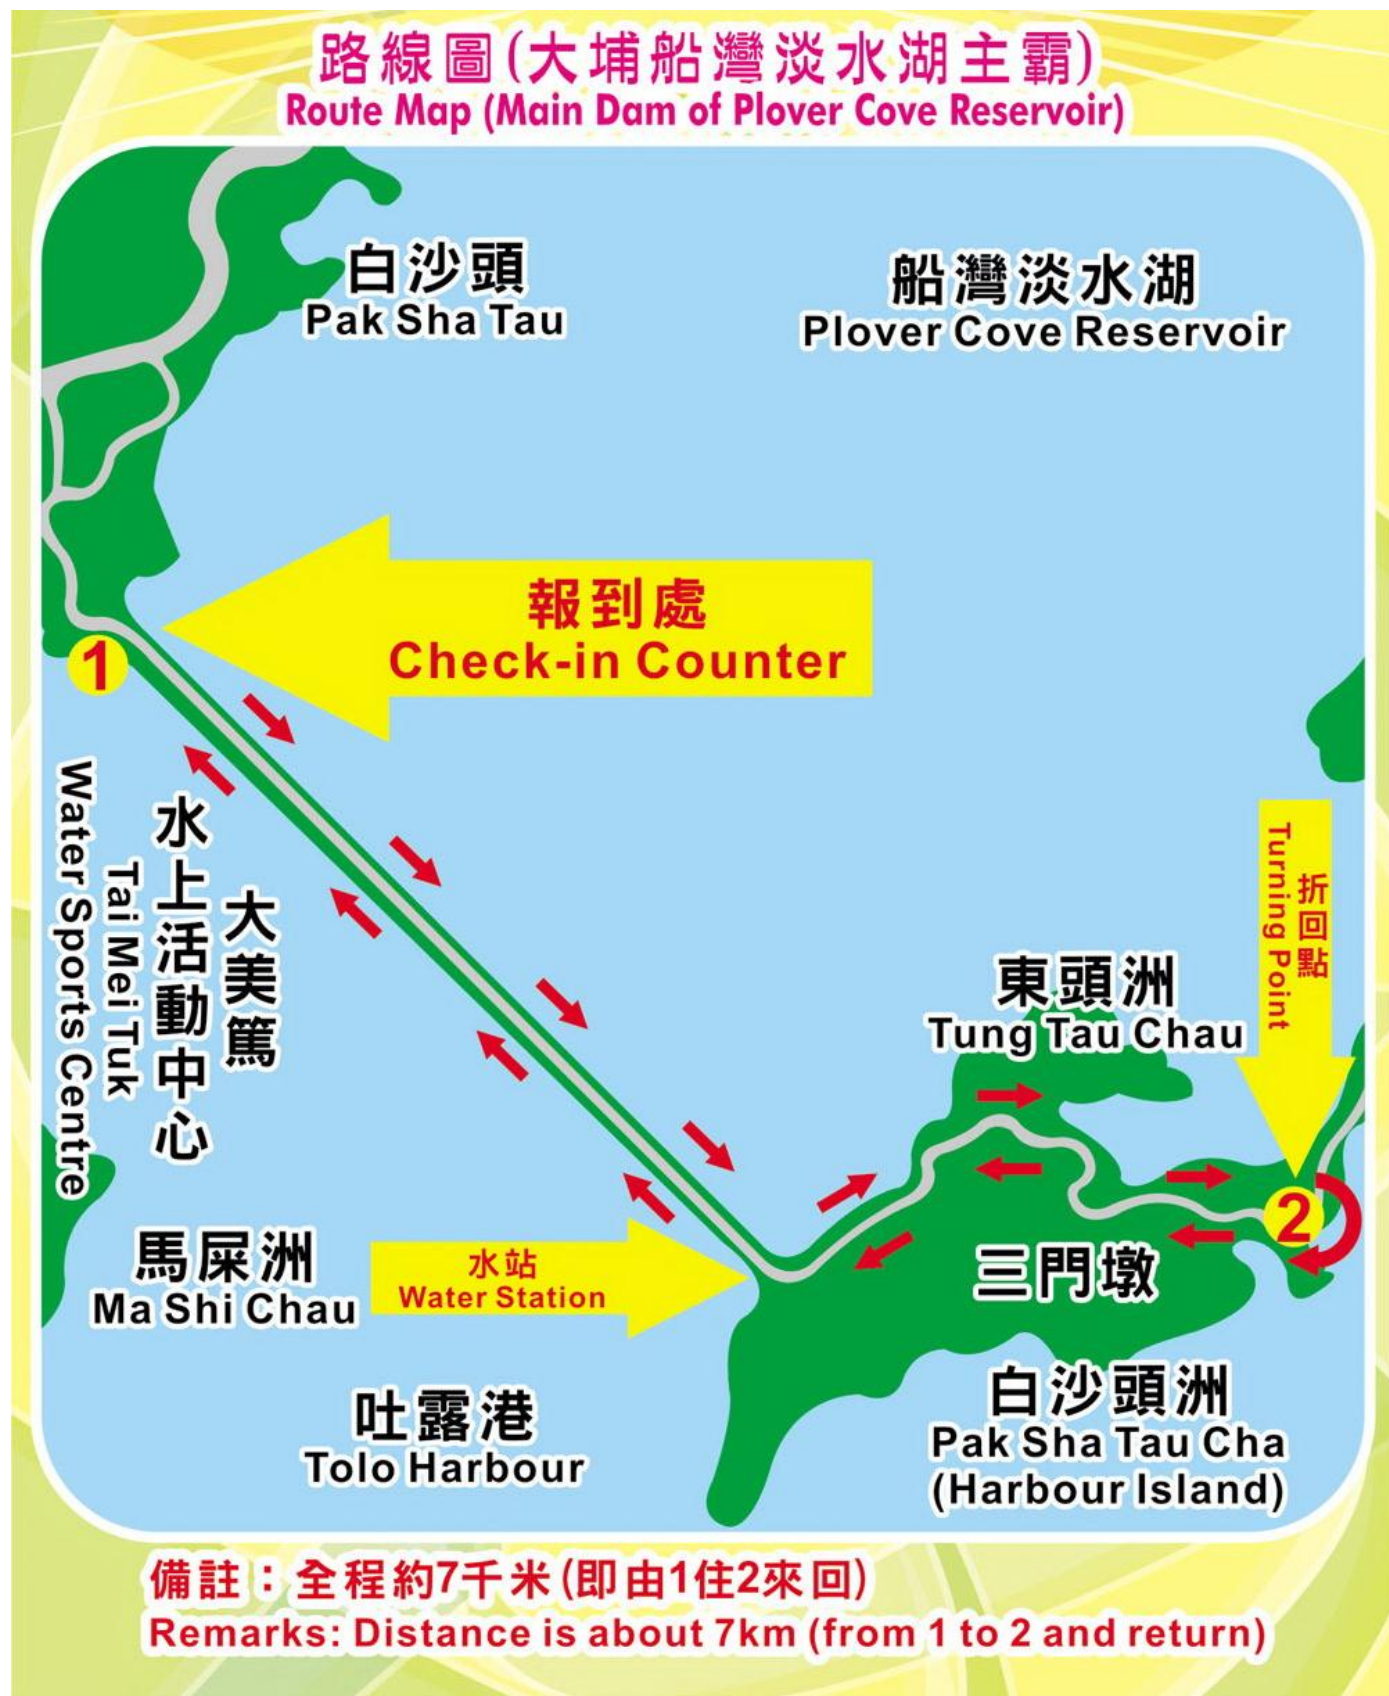 路線圖(大埔船灣淡水湖主霸)
Route Map (Main Dam of Plover Cove Reservoir)
白沙頭
Pak Sha Tau
船灣淡水湖
Plover Cove Reservoir
報到處
Check-in Counter
1
大美篤
水上活動中心
Tai Mei Tuk
Water Sports Centre
折回點
Turning Point
東頭洲
Tung Tau Chau
2
馬屎洲
Ma Shi Chau
水站
Water Station
三門墩
吐露港
Tolo Harbour
白沙頭洲
Pak Sha Tau Cha
(Harbour Island)
備註：全程約7千米(即由1住2來回)
Remarks: Distance is about 7km (from 1 to 2 and return)